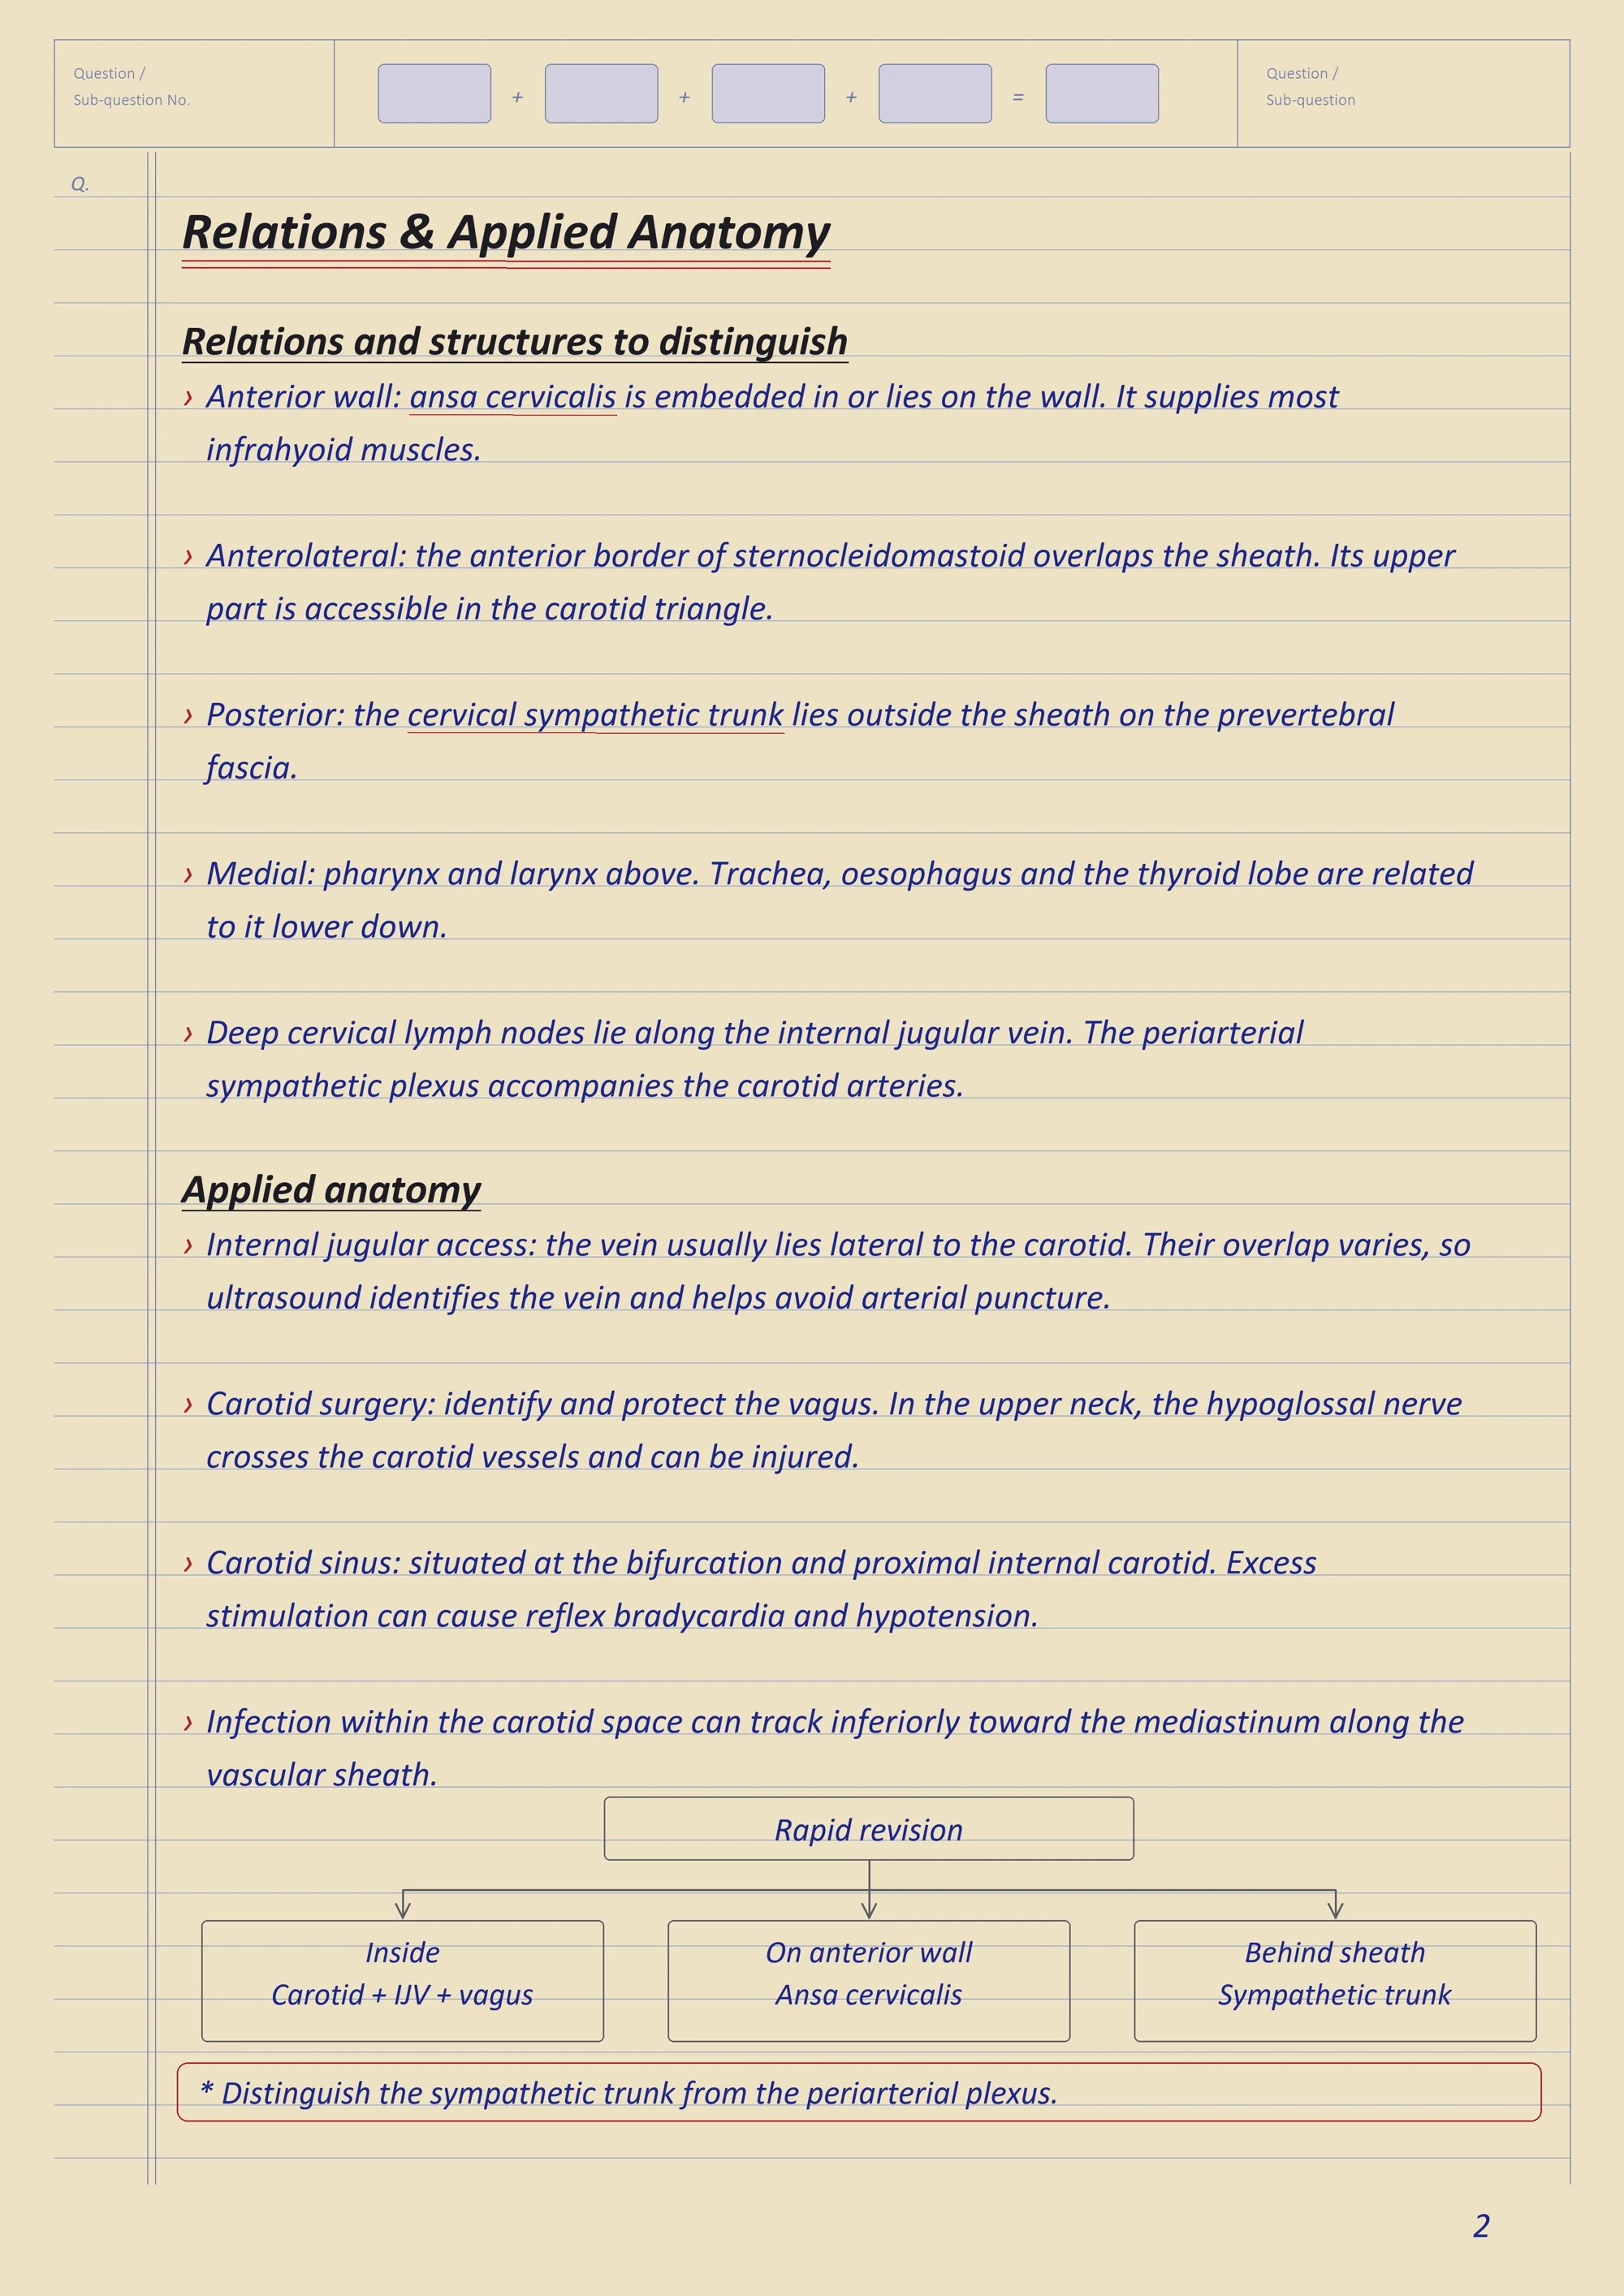 Question /
Sub-question No.
+ + + =
Question /
Sub-question
Q.
Relations & Applied Anatomy
Relations and structures to distinguish
› Anterior wall: ansa cervicalis is embedded in or lies on the wall. It supplies most
infrahyoid muscles.
› Anterolateral: the anterior border of sternocleidomastoid overlaps the sheath. Its upper
part is accessible in the carotid triangle.
› Posterior: the cervical sympathetic trunk lies outside the sheath on the prevertebral
fascia.
› Medial: pharynx and larynx above. Trachea, oesophagus and the thyroid lobe are related
to it lower down.
› Deep cervical lymph nodes lie along the internal jugular vein. The periarterial
sympathetic plexus accompanies the carotid arteries.
Applied anatomy
› Internal jugular access: the vein usually lies lateral to the carotid. Their overlap varies, so
ultrasound identifies the vein and helps avoid arterial puncture.
› Carotid surgery: identify and protect the vagus. In the upper neck, the hypoglossal nerve
crosses the carotid vessels and can be injured.
› Carotid sinus: situated at the bifurcation and proximal internal carotid. Excess
stimulation can cause reflex bradycardia and hypotension.
› Infection within the carotid space can track inferiorly toward the mediastinum along the
vascular sheath.
Rapid revision
Inside
Carotid + IJV + vagus
On anterior wall
Ansa cervicalis
Behind sheath
Sympathetic trunk
* Distinguish the sympathetic trunk from the periarterial plexus.
2